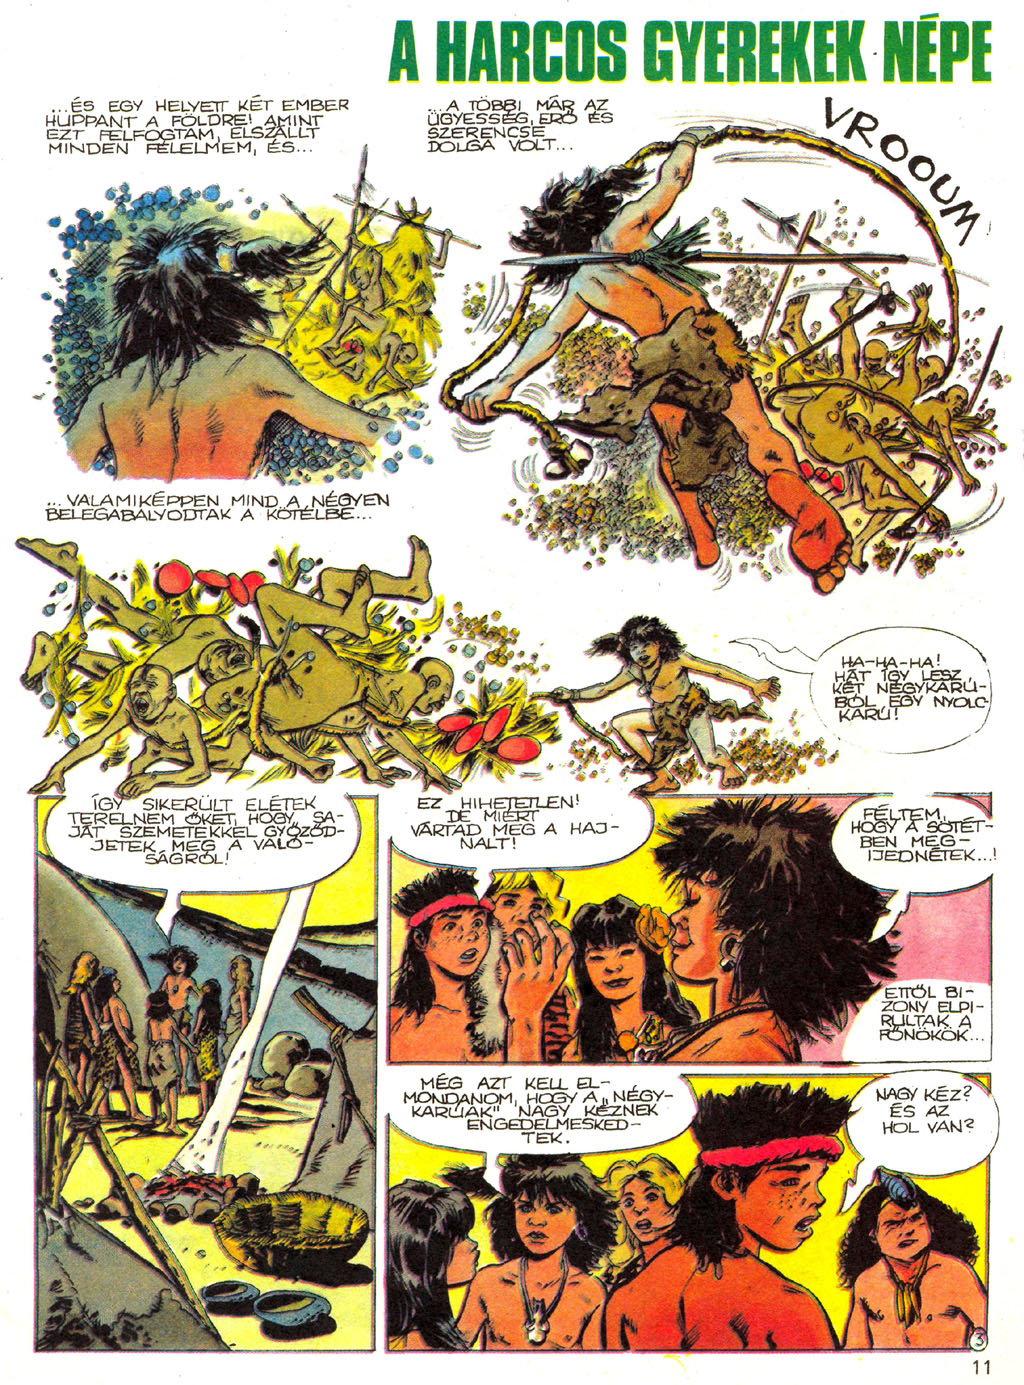 A HARCOS GYEREKEK NÉPE
...ÉS EGY HELYETT KÉT EMBER
HUPPANT A FÖLDRE! AMINT
EZT FELFOGTAM, ELSZÁLLT
MINDEN FÉLELMEM, ÉS...
...A TÖBBI MÁR AZ
ÜGYESSÉG, ERŐ ÉS
SZERENCSE
DOLGA VOLT...
VROOUM
...VALAMIKÉPPEN MIND A NÉGYEN
BELEGABALYODTAK A KÖTÉLBE...
HA-HA-HA!
HÁT ÍGY LESZ
KÉT NÉGYKARÚ-
BÓL EGY NYOLC-
KARÚ!
ÍGY SIKERÜLT ELÉTEK
TERELNEM ŐKET, HOGY SA-
JÁT SZEMETEKKEL GYŐZŐD-
JETEK MEG A VALÓ-
SÁGRÓL!
EZ HIHETETLEN!
DE MIÉRT
VÁRTAD MEG A HAJ-
NALT!
FÉLTEM,
HOGY A SÖTÉT-
BEN MEG-
IJEDNÉTEK...!
ETTŐL BI-
ZONY ELPI-
RULTAK A
FŐNÖKÖK...
MÉG AZT KELL EL-
MONDANOM, HOGY A „NÉGY-
KARÚAK" NAGY KÉZNEK
ENGEDELMESKED-
TEK.
NAGY KÉZ?
ÉS AZ
HOL VAN?
3
11